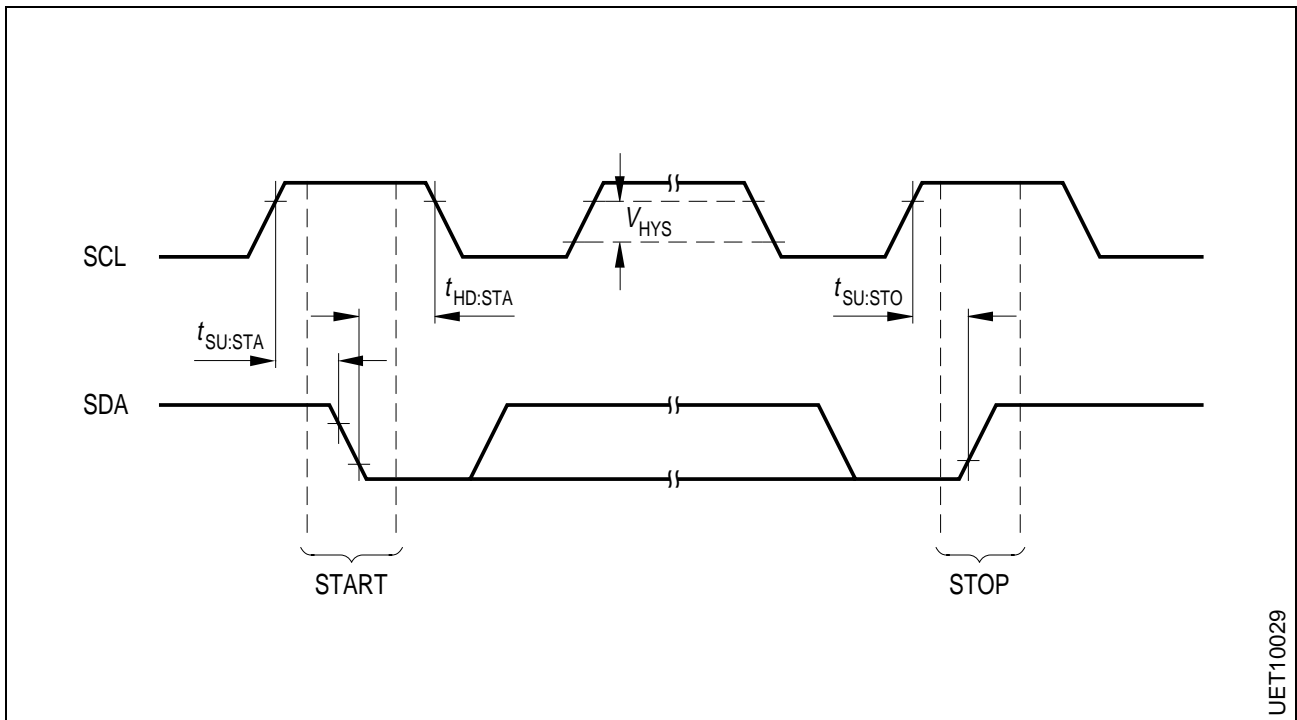 V_HYS
SCL
t_HD:STA
t_SU:STO
t_SU:STA
SDA
START
STOP
UET10029